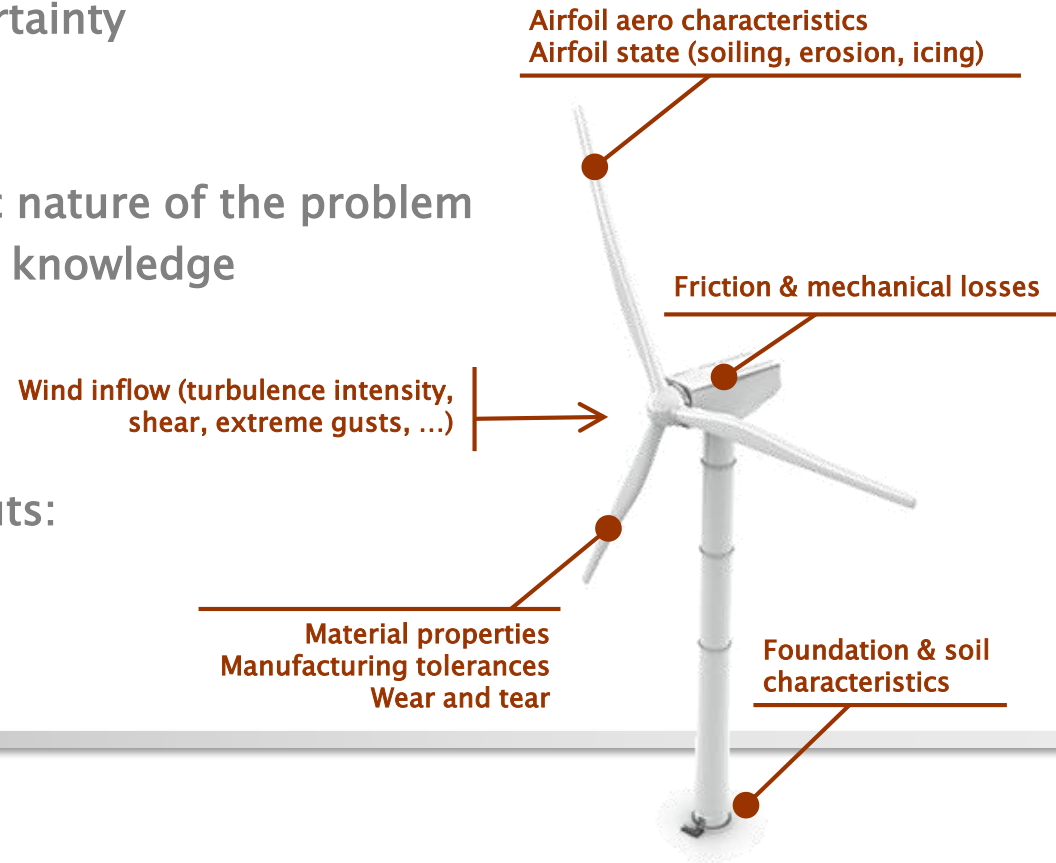 rtainty
Airfoil aero characteristics
Airfoil state (soiling, erosion, icing)
nature of the problem
knowledge
Friction & mechanical losses
Wind inflow (turbulence intensity,
shear, extreme gusts, ...)
uts:
Material properties
Manufacturing tolerances
Wear and tear
Foundation & soil
characteristics